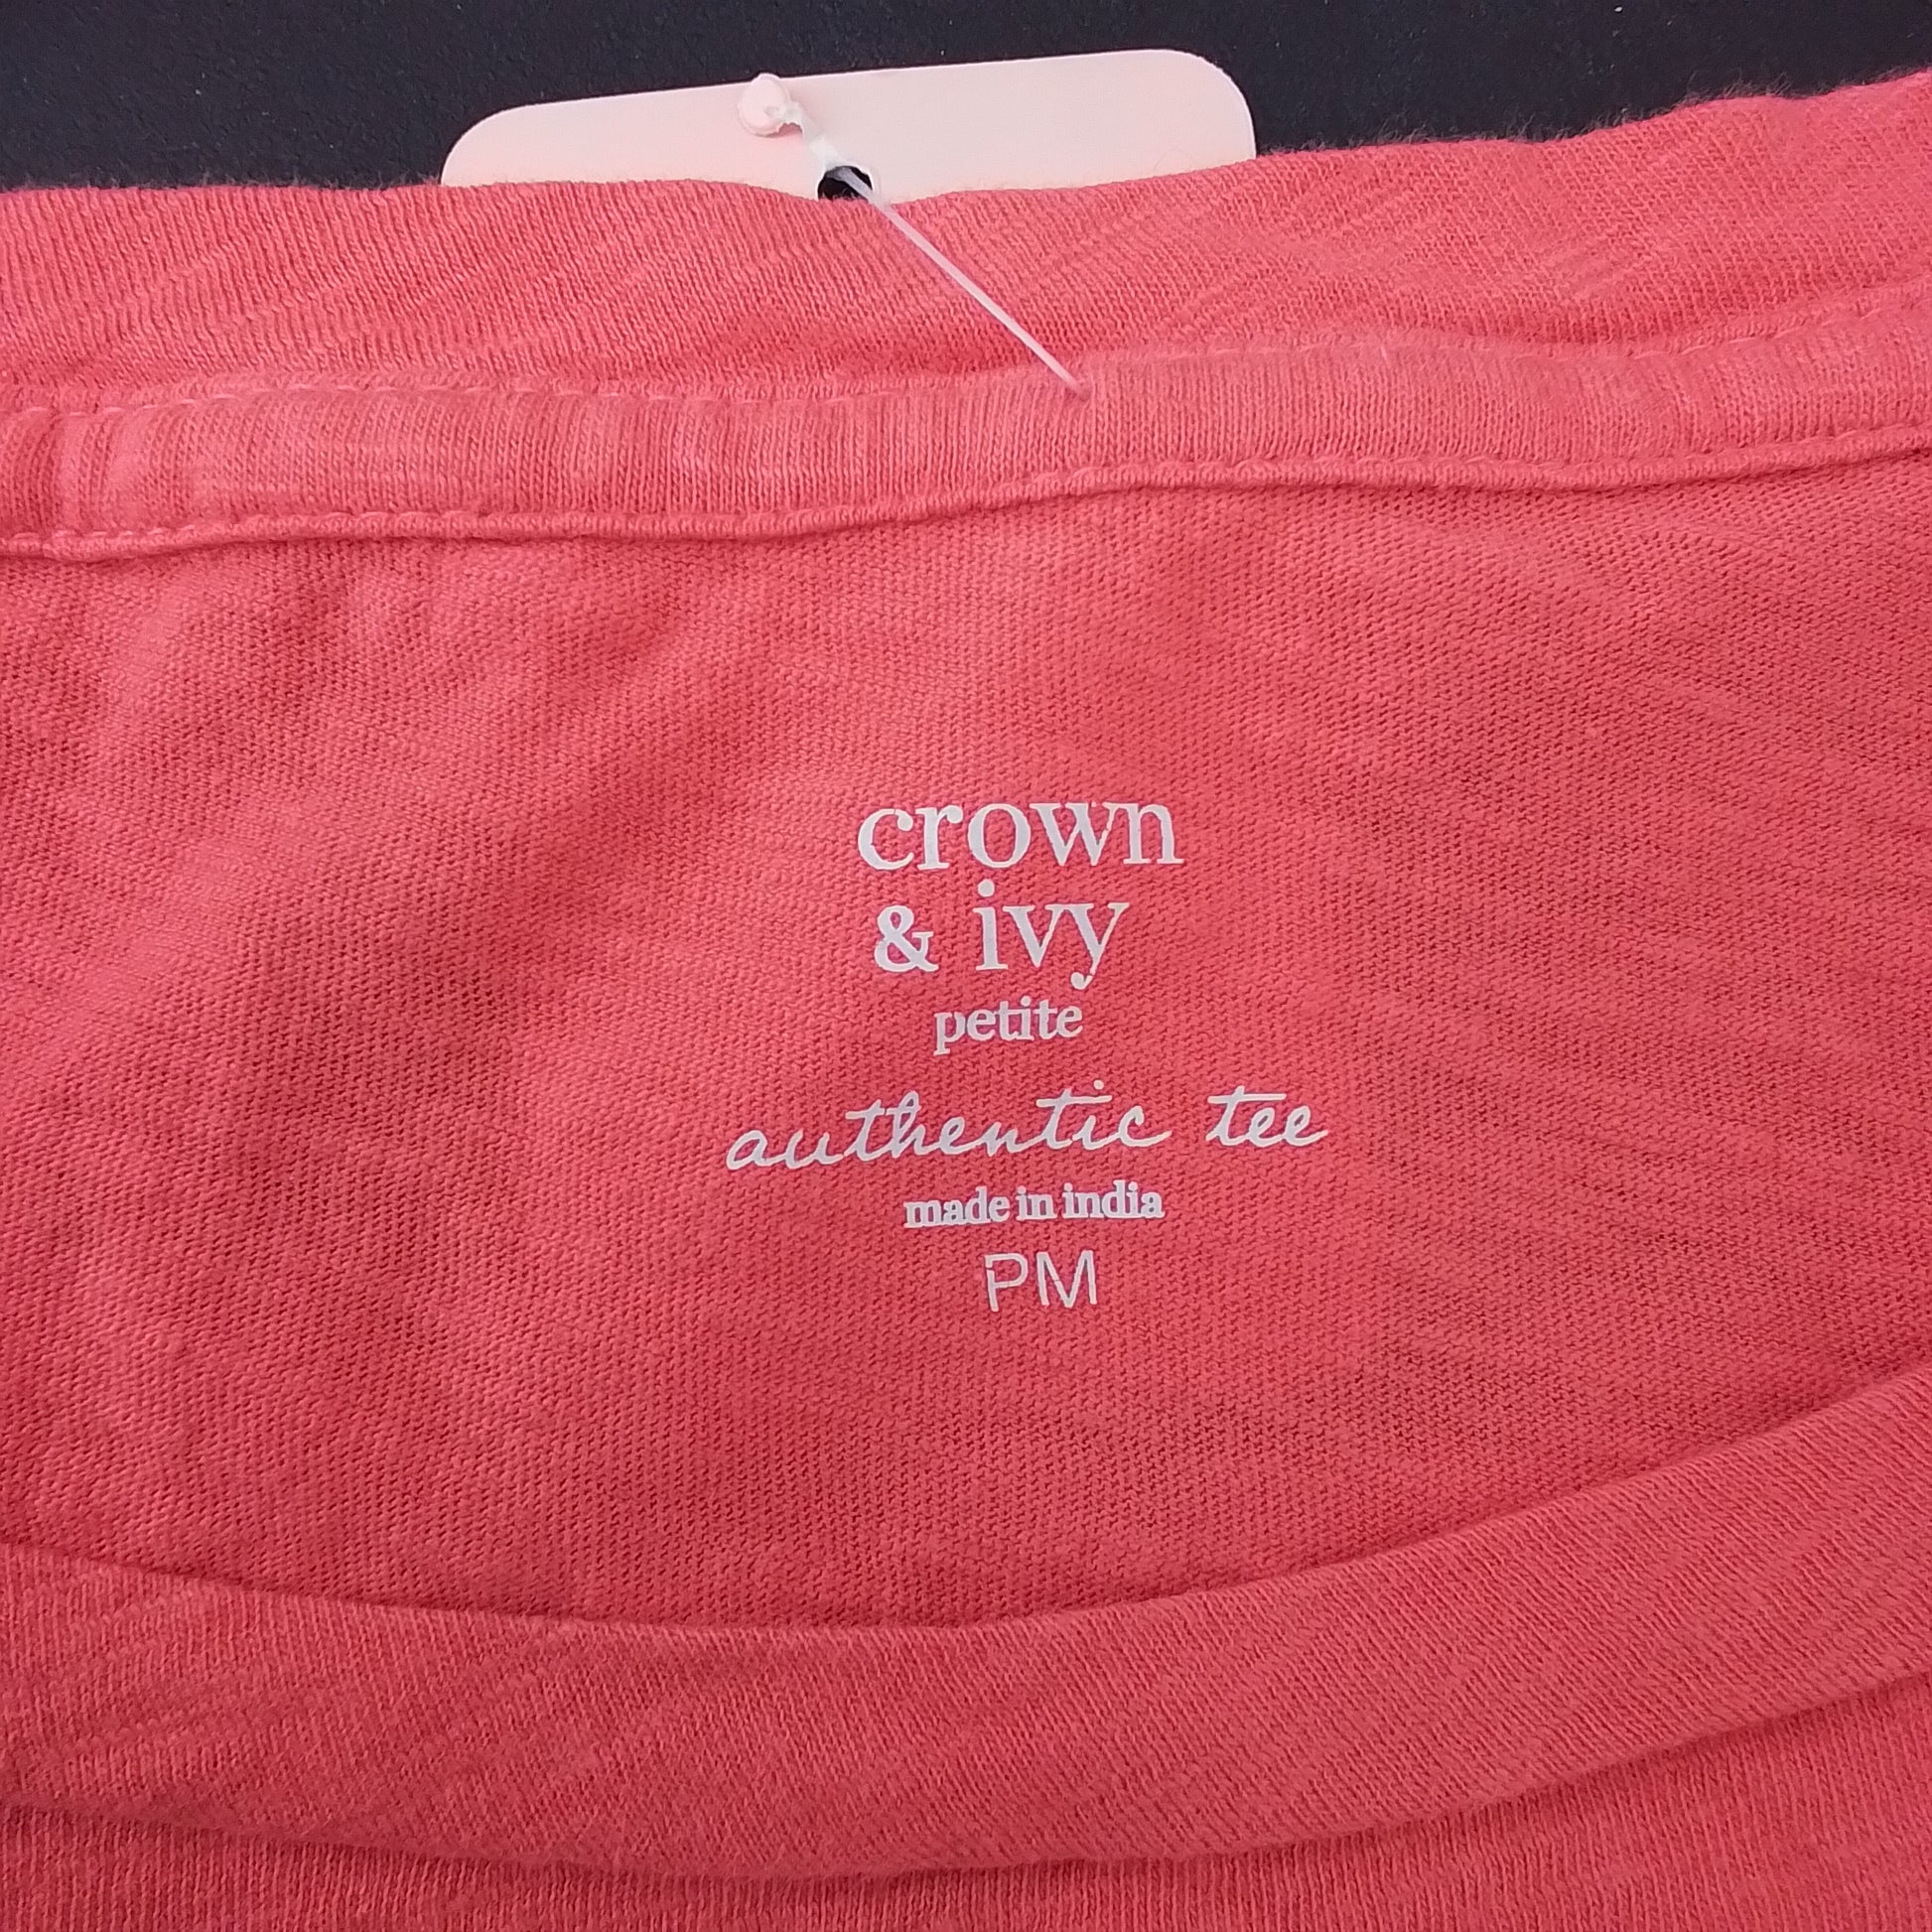 crown
& ivy
petite
authentic tee
made in india
PM